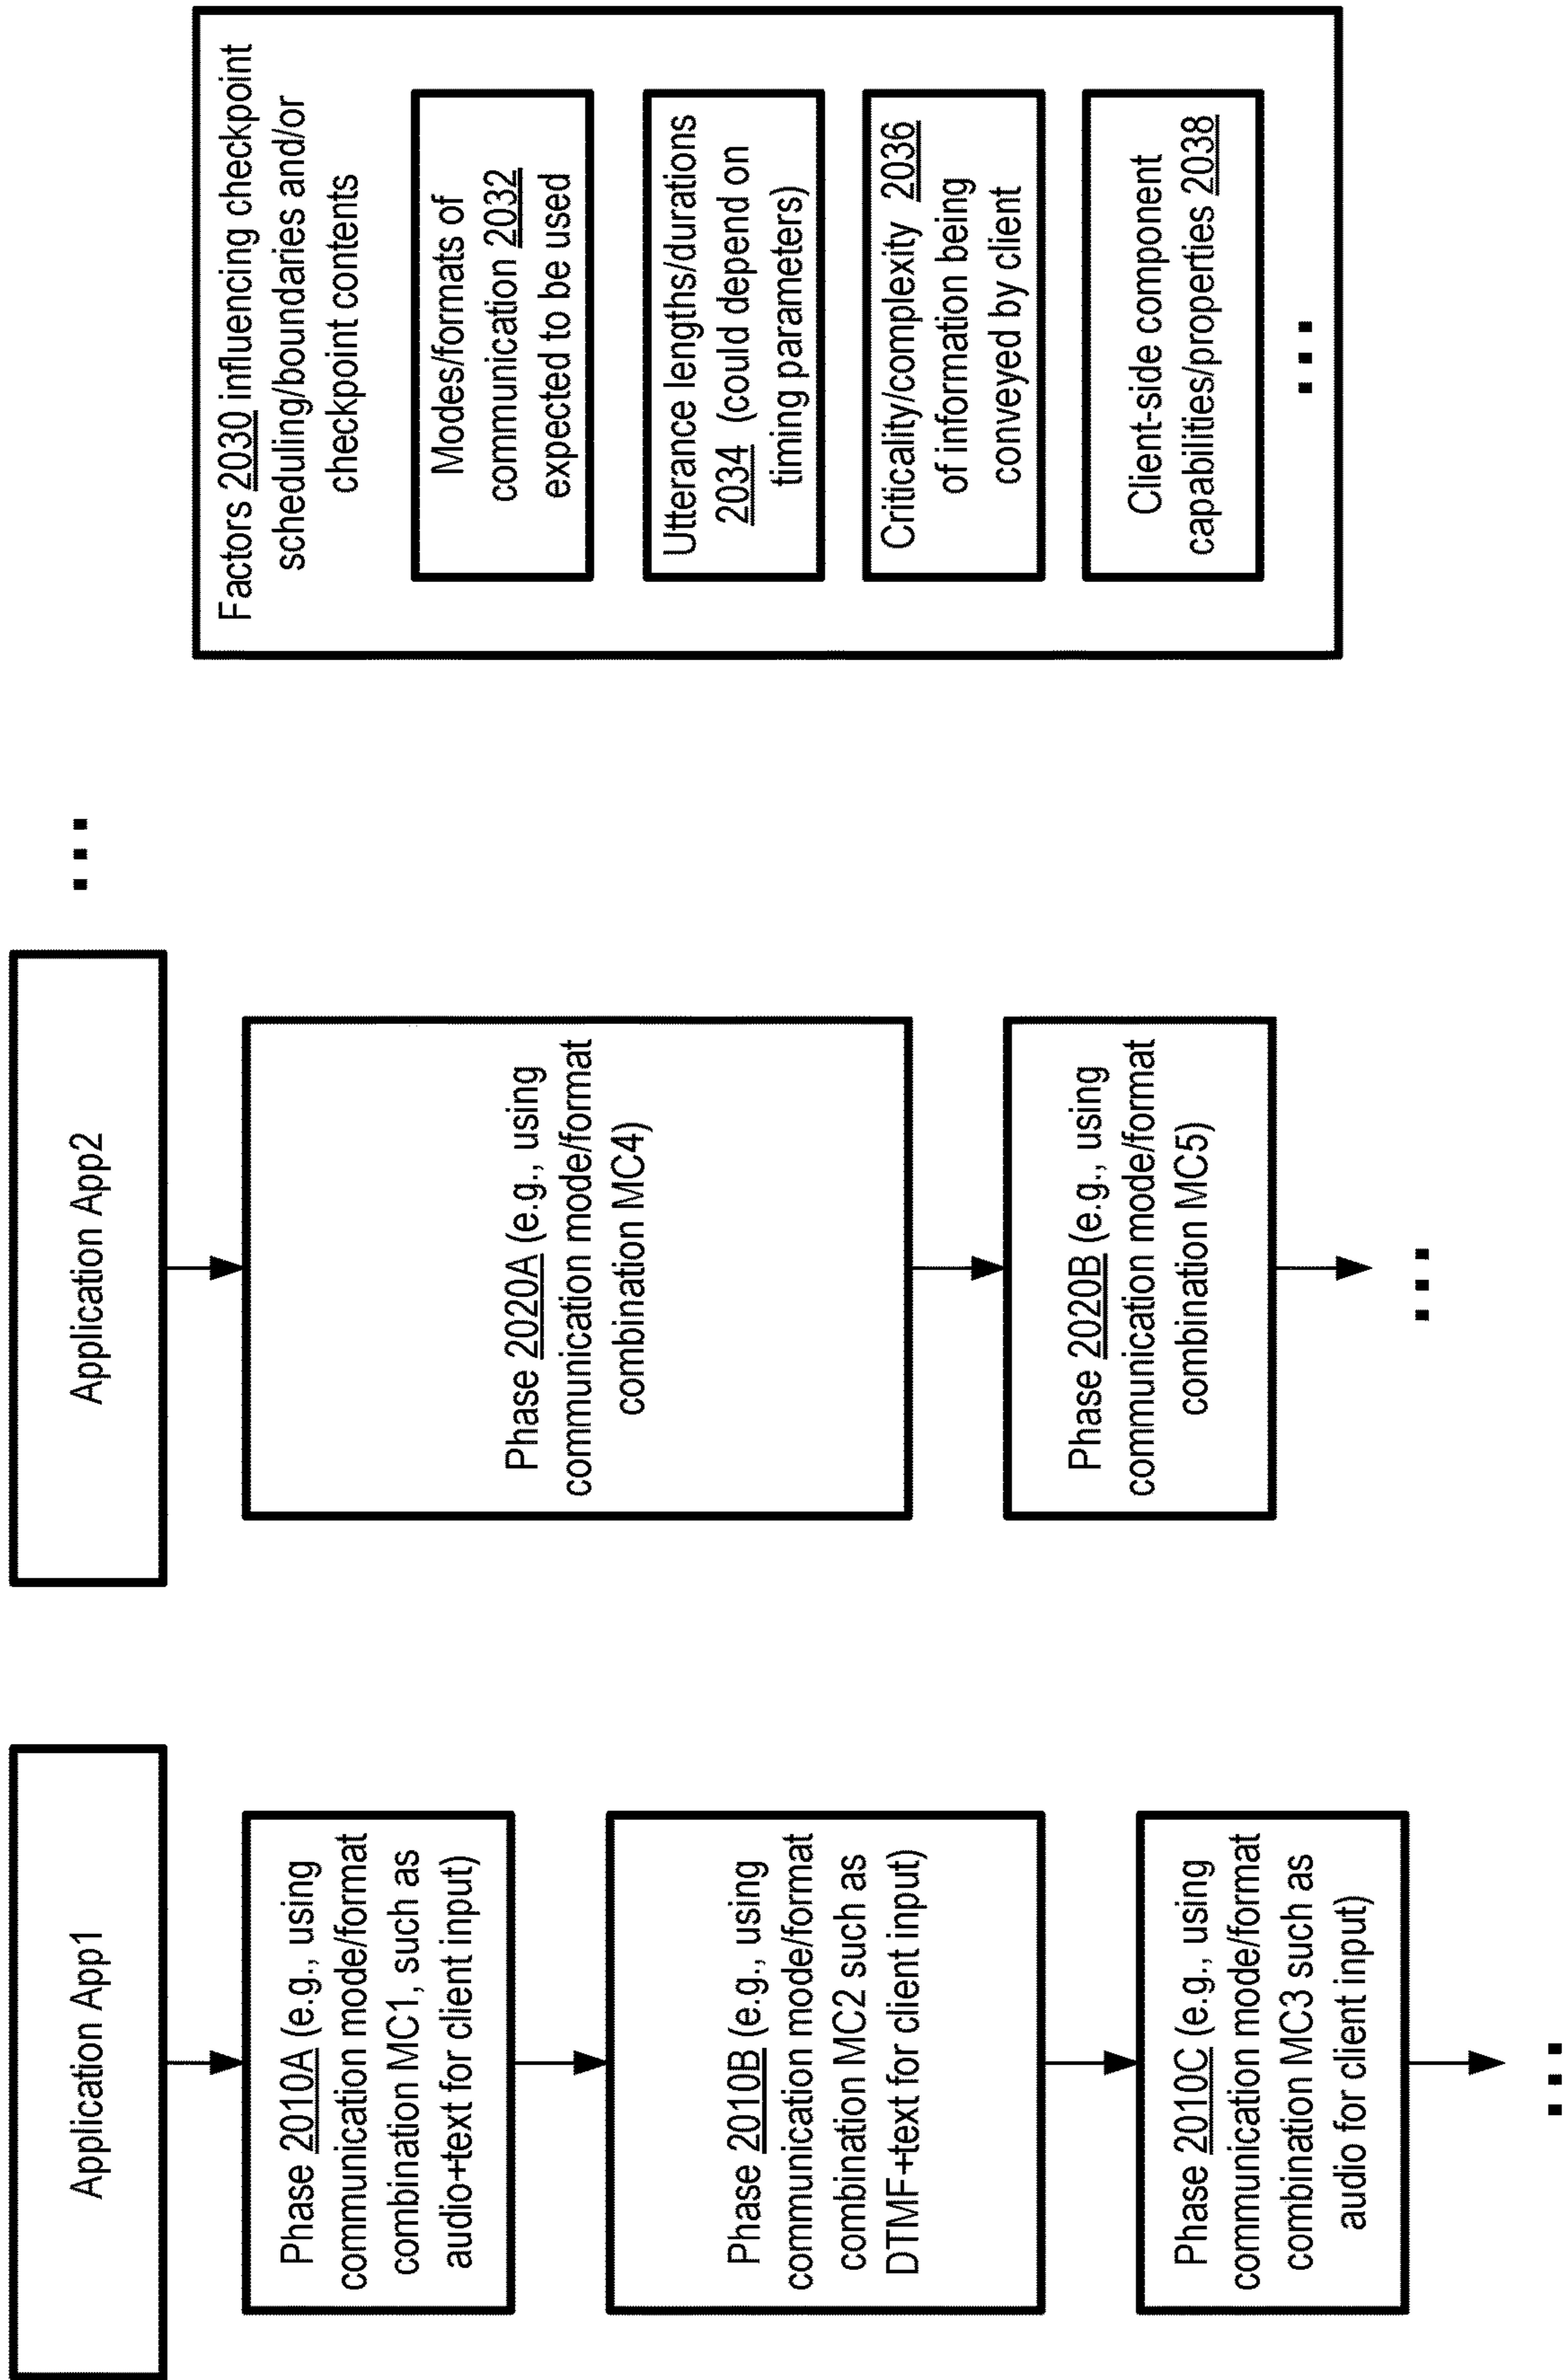 Application App1
Phase 2010A (e.g., using
communication mode/format
combination MC1, such as
audio+text for client input)
Phase 2010B (e.g., using
communication mode/format
combination MC2 such as
DTMF+text for client input)
Phase 2010C (e.g., using
communication mode/format
combination MC3 such as
audio for client input)
Application App2
Phase 2020A (e.g., using
communication mode/format
combination MC4)
Phase 2020B (e.g., using
communication mode/format
combination MC5)
Factors 2030 influencing checkpoint
scheduling/boundaries and/or
checkpoint contents
Modes/formats of
communication 2032
expected to be used
Utterance lengths/durations
2034 (could depend on
timing parameters)
Criticality/complexity 2036
of information being
conveyed by client
Client-side component
capabilities/properties 2038